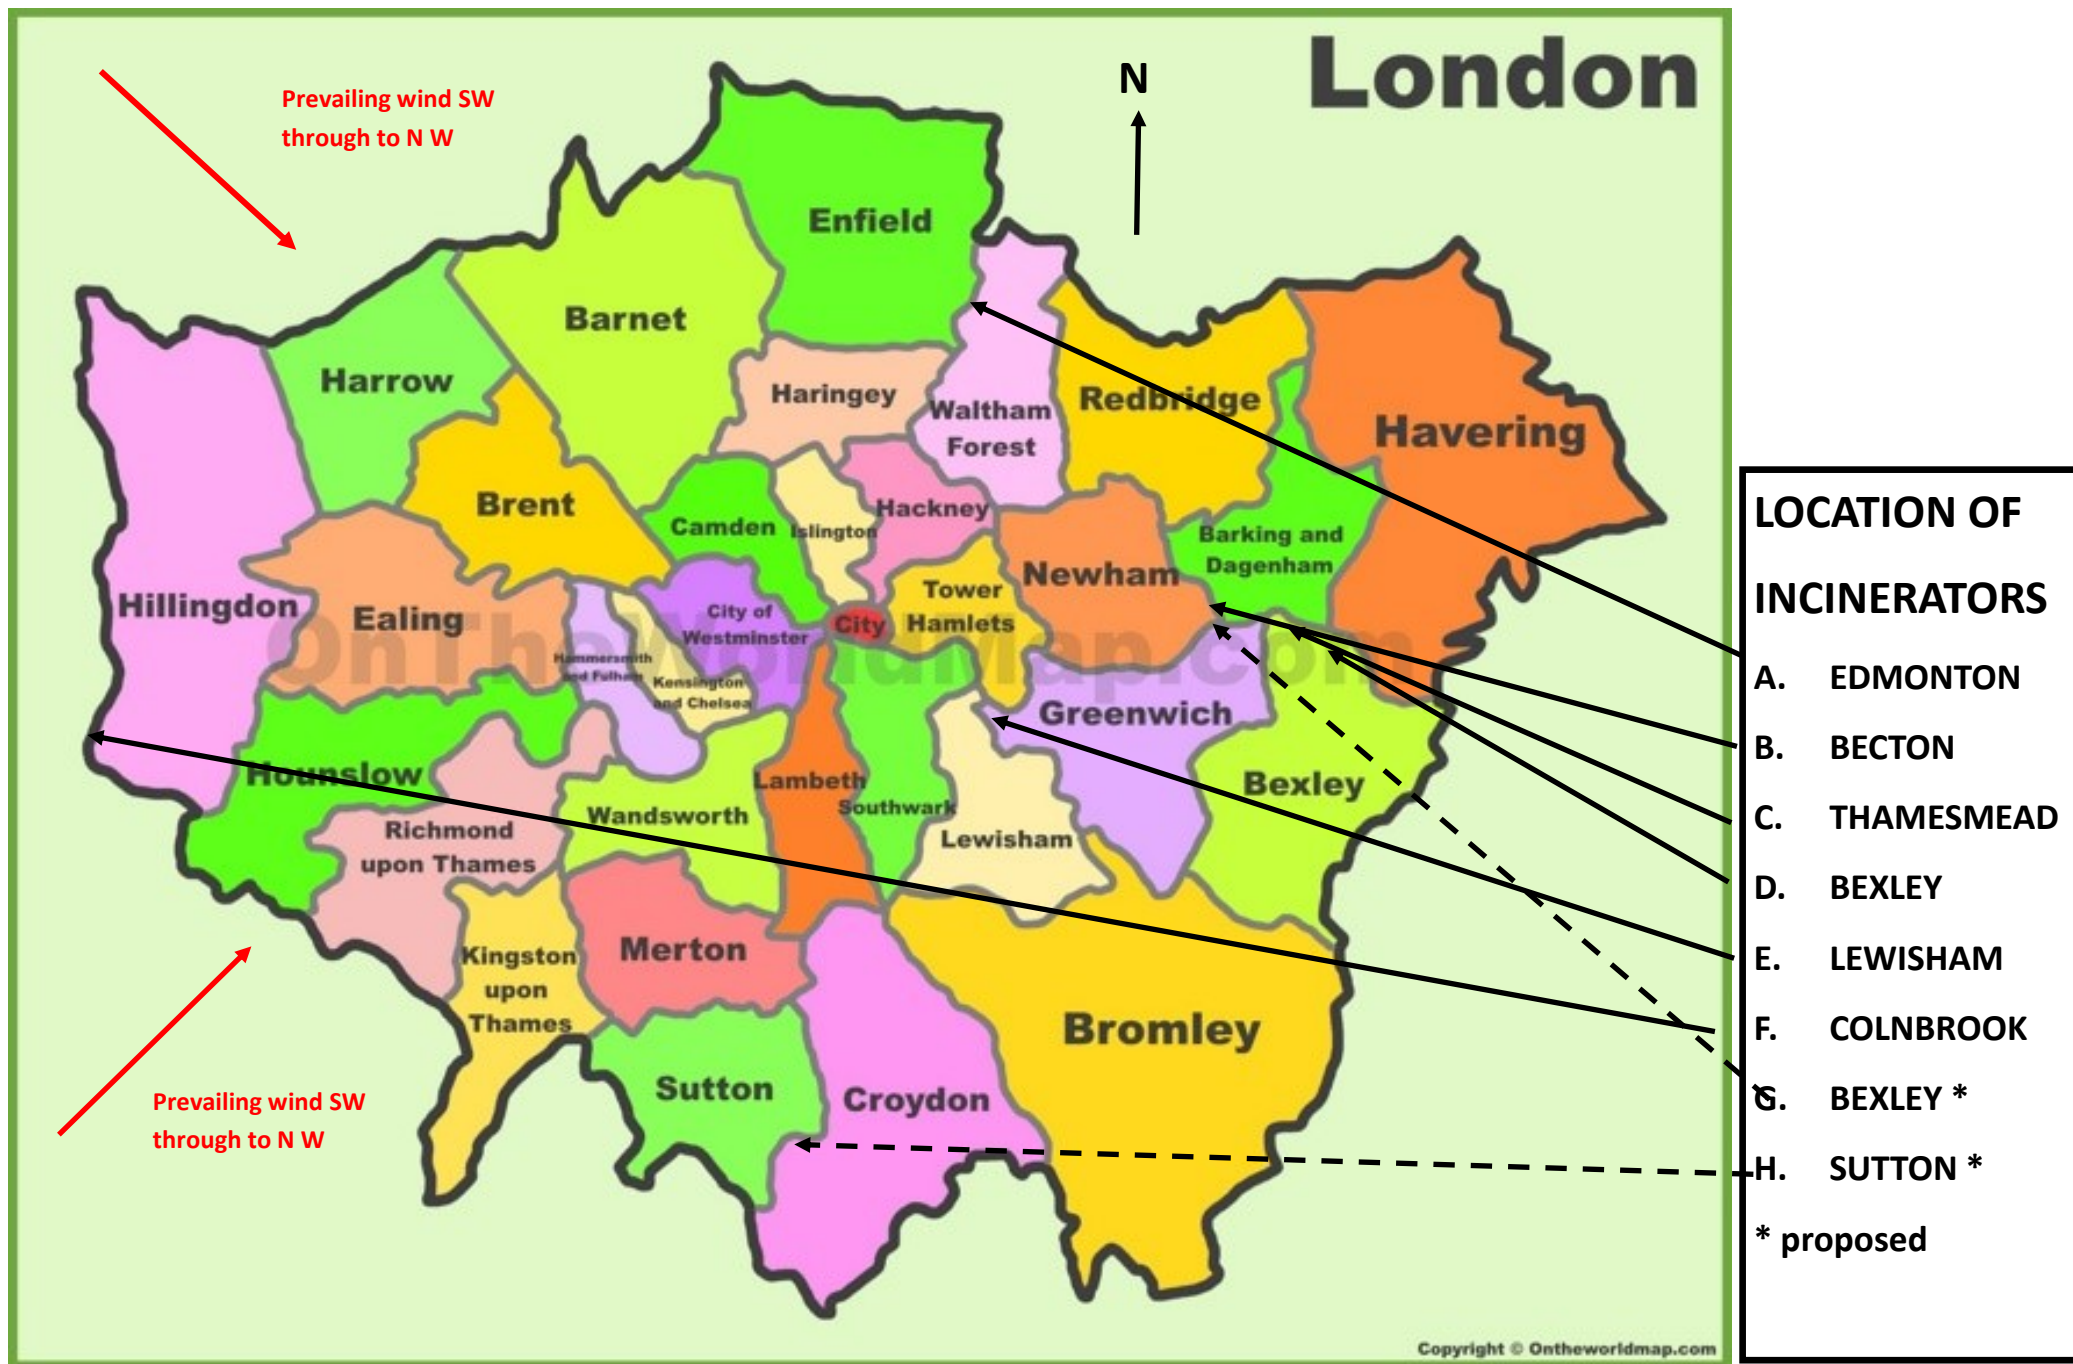 London
N
Prevailing wind SW
through to N W
Enfield
Barnet
Harrow
Haringey
Waltham
Forest
Redbridge
Havering
Brent
Camden
Islington
Hackney
Barking and
Dagenham
Newham
Tower
Hamlets
Hillingdon
Ealing
City of
Westminster
City
OnTheWorldMap.com
Hammersmith
and Fulham
Kensington
and Chelsea
Greenwich
Hounslow
Lambeth
Southwark
Bexley
Wandsworth
Richmond
upon Thames
Lewisham
Kingston
upon
Thames
Merton
Bromley
Sutton
Croydon
Prevailing wind SW
through to N W
Copyright © Ontheworldmap.com
LOCATION OF
INCINERATORS
A. EDMONTON
B. BECTON
C. THAMESMEAD
D. BEXLEY
E. LEWISHAM
F. COLNBROOK
G. BEXLEY *
H. SUTTON *
* proposed